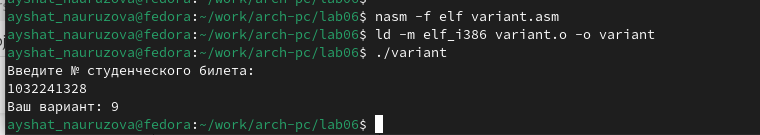 ayshat_nauruzova@fedora:~/work/arch-pc/lab06$ nasm -f elf variant.asm
ayshat_nauruzova@fedora:~/work/arch-pc/lab06$ ld -m elf_i386 variant.o -o variant
ayshat_nauruzova@fedora:~/work/arch-pc/lab06$ ./variant
Введите № студенческого билета:
1032241328
Ваш вариант: 9
ayshat_nauruzova@fedora:~/work/arch-pc/lab06$